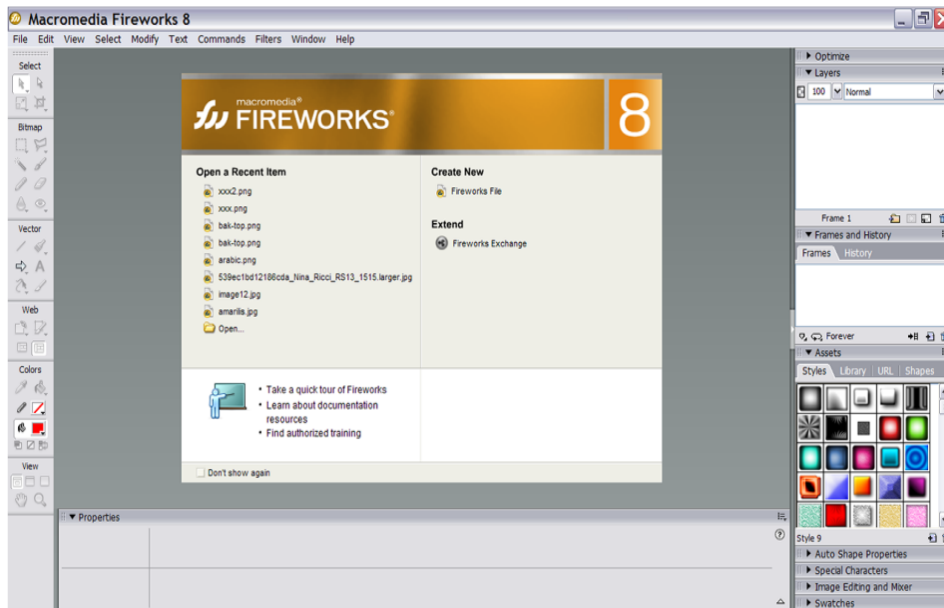 Macromedia Fireworks 8
File Edit View Select Modify Text Commands Filters Window Help
Select
Bitmap
Vector
Web
Colors
View
macromedia®
FIREWORKS®
8
Open a Recent Item
xxx2.png
xxx.png
bak-top.png
bak-top.png
arabic.png
539ec1bd12186cda_Nina_Ricci_RS13_1515.larger.jpg
image12.jpg
amarilis.jpg
Open...
Create New
Fireworks File
Extend
Fireworks Exchange
• Take a quick tour of Fireworks
• Learn about documentation
resources
• Find authorized training
Don't show again
Properties
Optimize
Layers
100 Normal
Frame 1
Frames and History
Frames History
Forever
Assets
Styles Library URL Shapes
Style 9
Auto Shape Properties
Special Characters
Image Editing and Mixer
Swatches